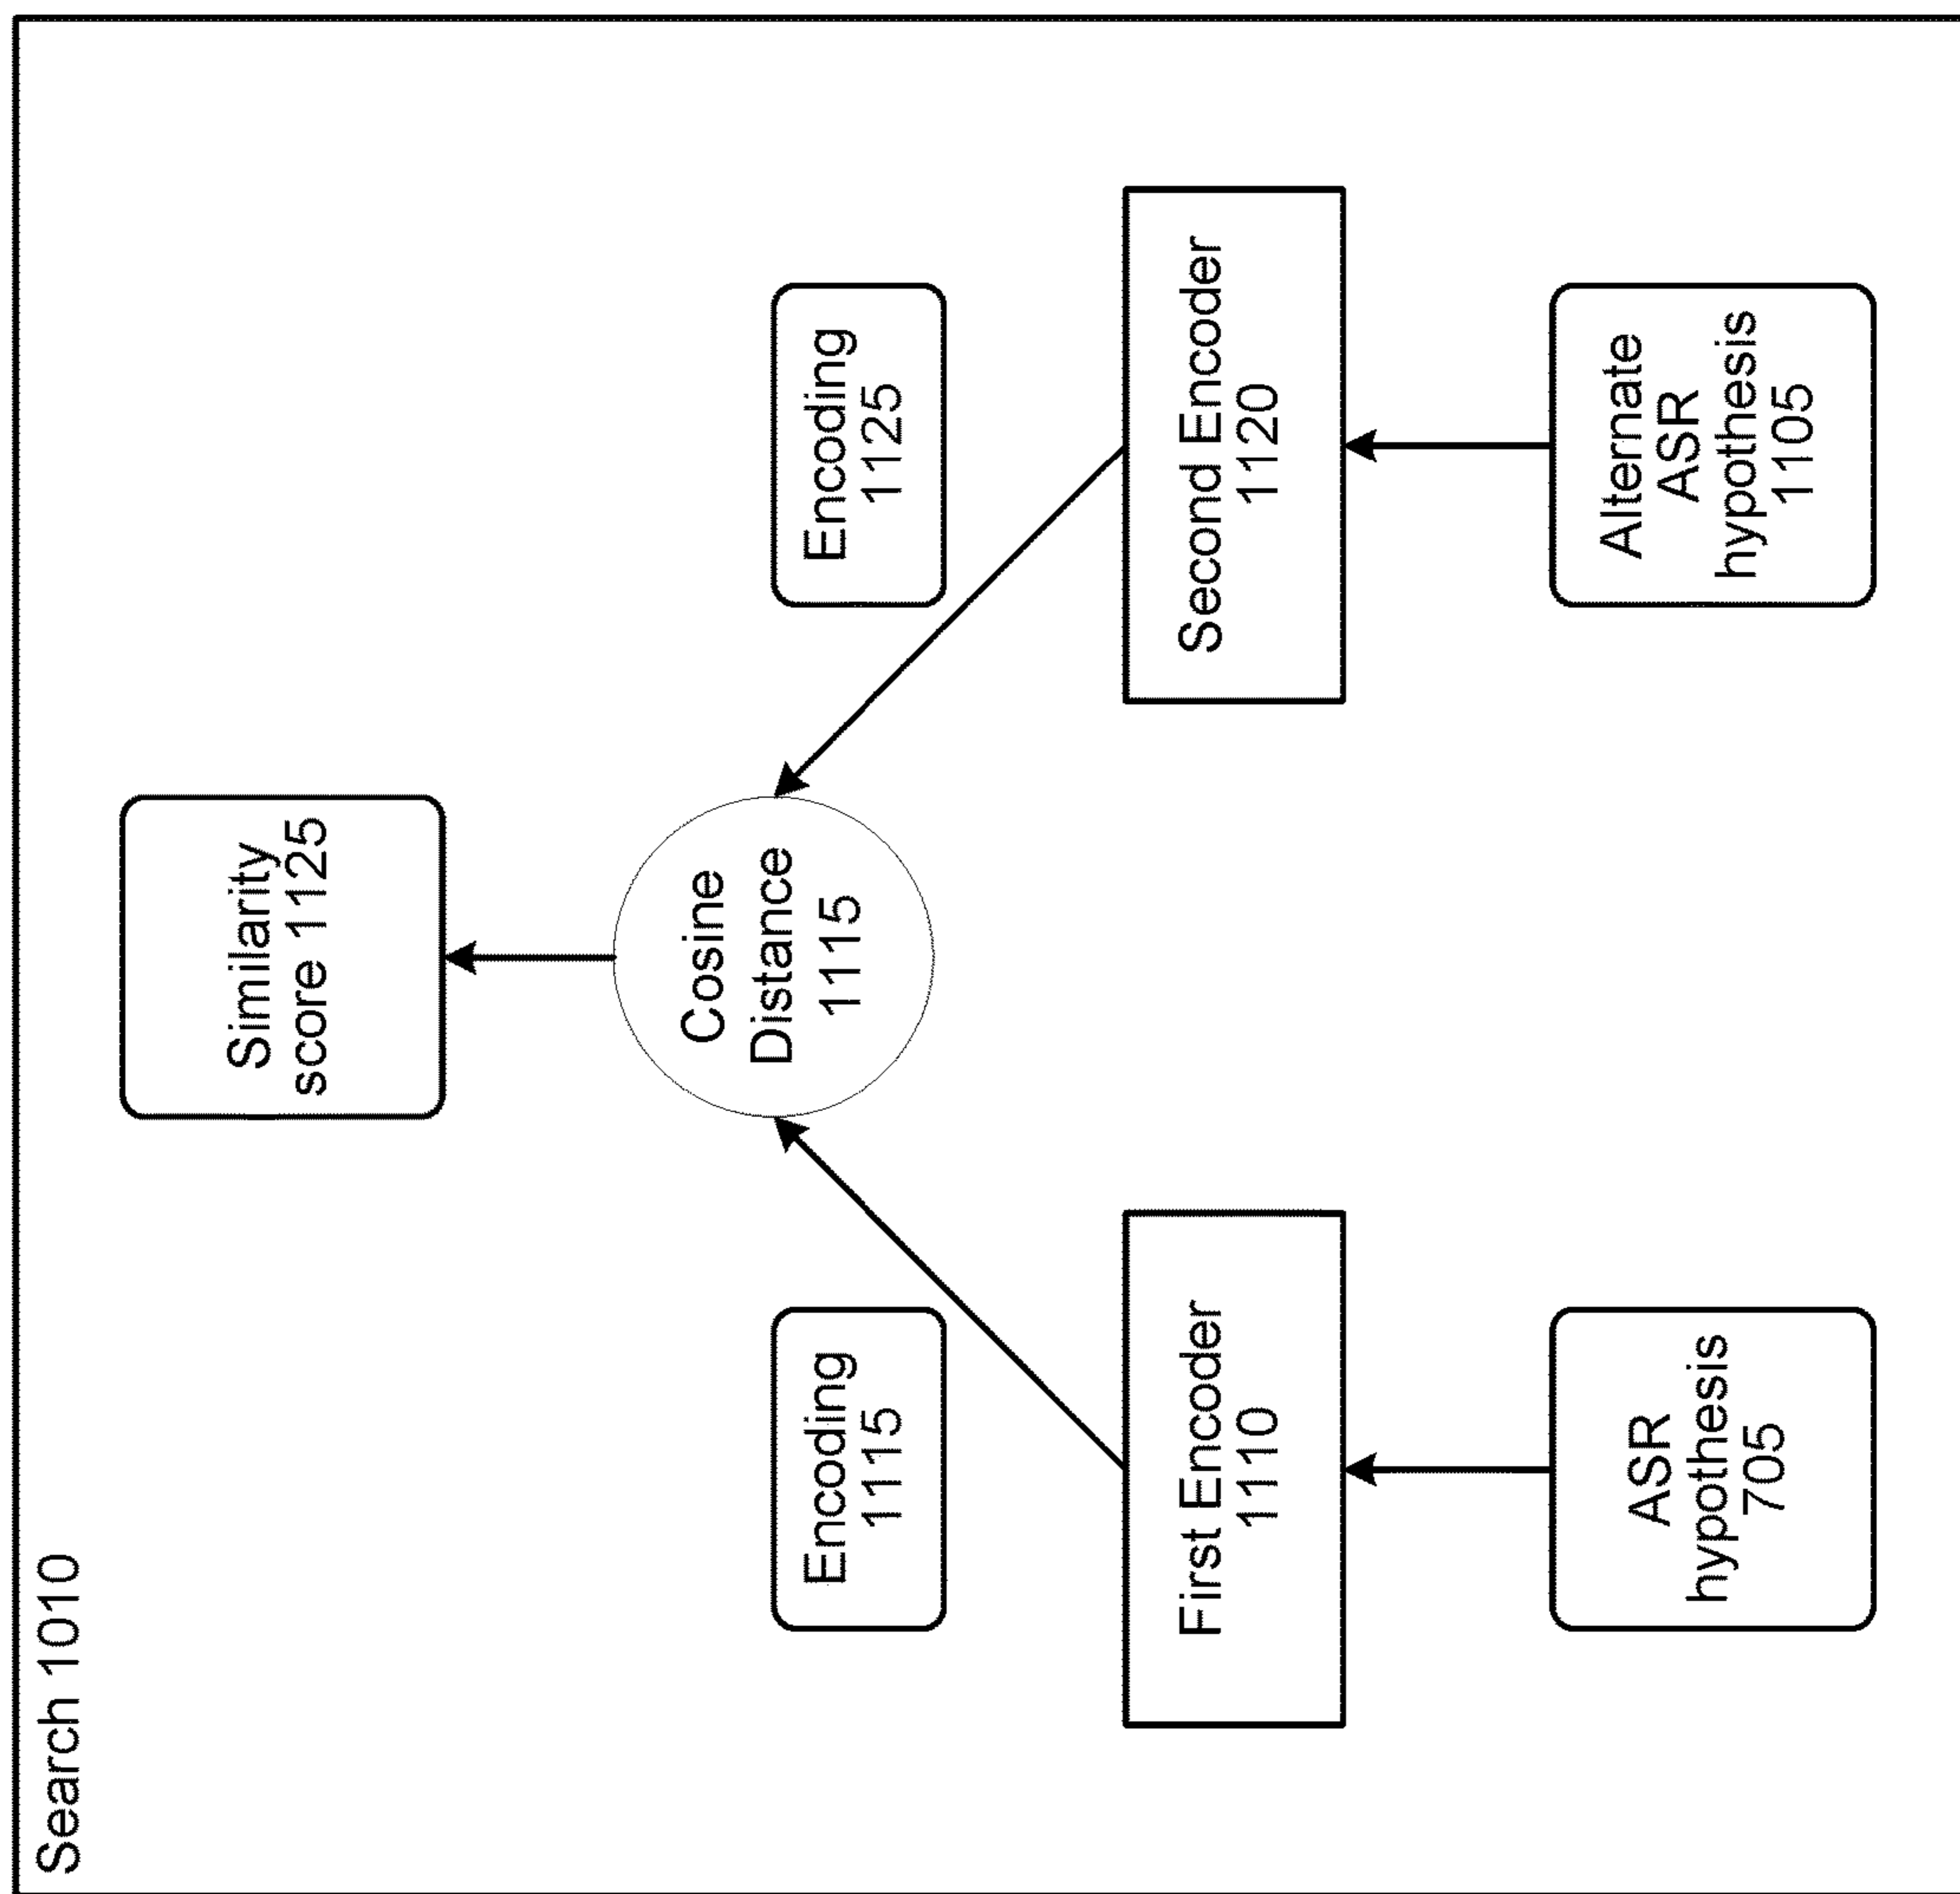 Search 1010
Similarity
score 1125
Cosine
Distance
1115
Encoding
1115
Encoding
1125
First Encoder
1110
Second Encoder
1120
ASR
hypothesis
705
Alternate
ASR
hypothesis
1105